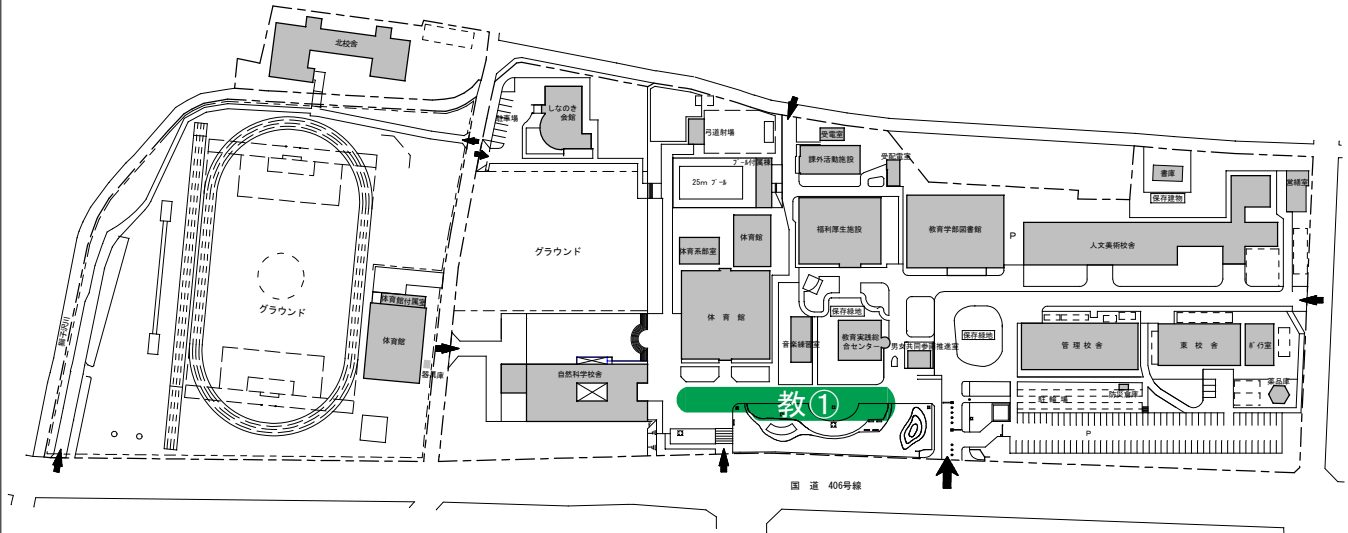 北校舎
駐車場
しなのき
会館
弓道射場
プール付属棟
25m プール
受電室
課外活動施設
受配電室
書庫
保存建物
営繕室
グラウンド
体育系部室
体育館
福利厚生施設
教育学部図書館
P
人文美術校舎
グラウンド
体育館付属室
体育館
器具庫
体 育 館
保存緑地
音楽練習室
教育実践総
合センター
男女共同参画推進室
保存緑地
管 理 校 舎
東 校 舎
ボイラ室
薬品庫
自然科学校舎
教①
駐 輪 場
防災倉庫
P
国 道 406号線